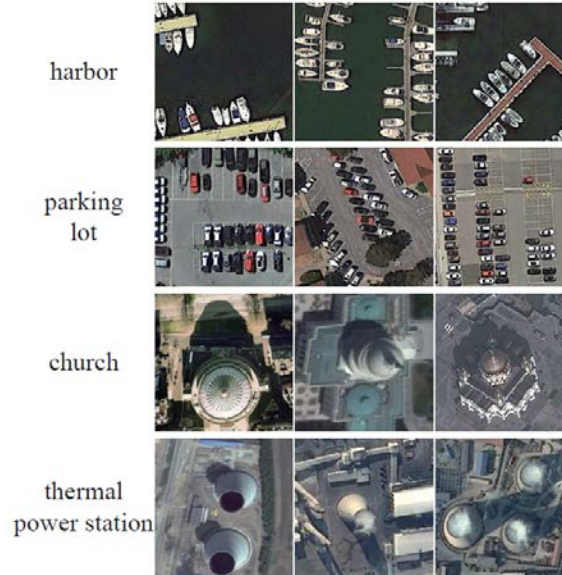 harbor
parking
lot
church
thermal
power station